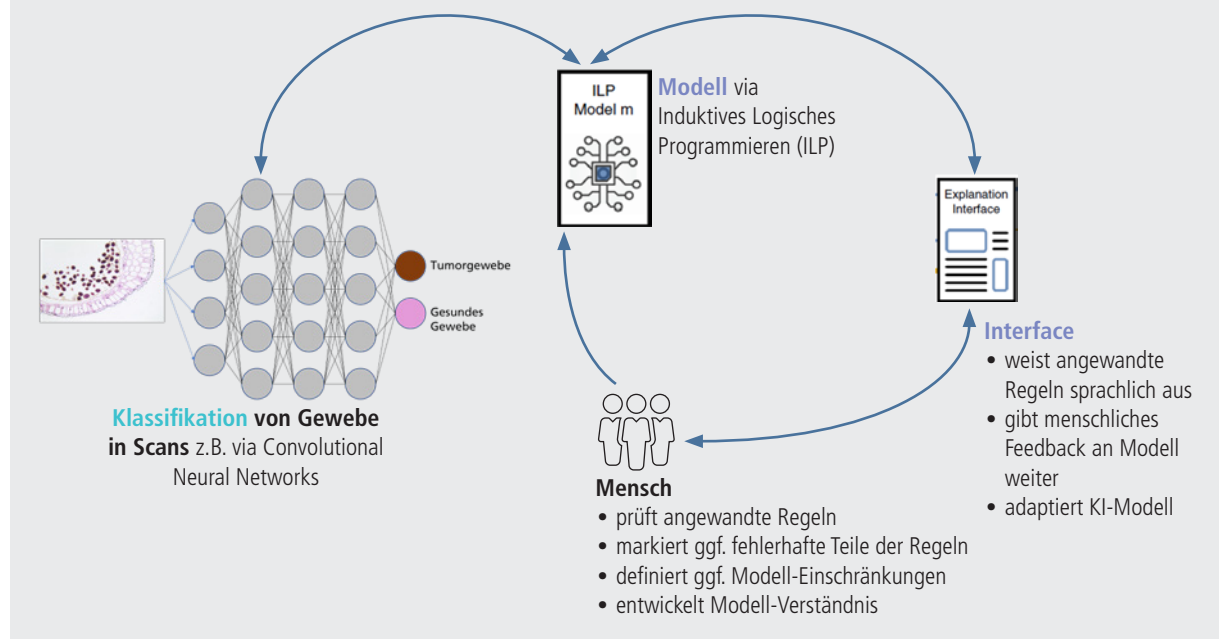 ILP
Model m
Modell via
Induktives Logisches
Programmieren (ILP)
Explanation
Interface
Tumorgewebe
Gesundes
Gewebe
Klassifikation von Gewebe
in Scans z.B. via Convolutional
Neural Networks
Interface
• weist angewandte
Regeln sprachlich aus
• gibt menschliches
Feedback an Modell
weiter
• adaptiert KI-Modell
Mensch
• prüft angewandte Regeln
• markiert ggf. fehlerhafte Teile der Regeln
• definiert ggf. Modell-Einschränkungen
• entwickelt Modell-Verständnis